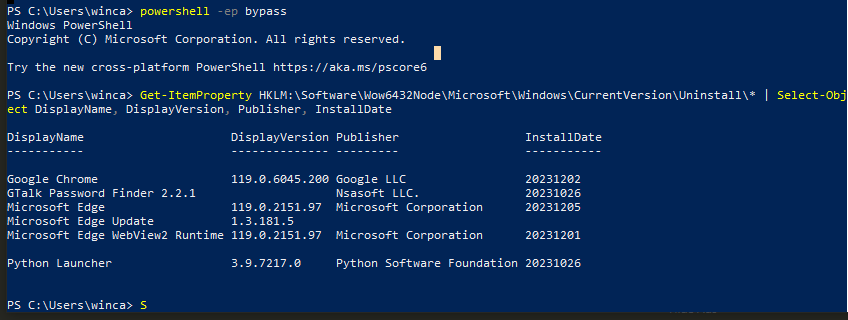 PS C:\Users\winca> powershell -ep bypass
Windows PowerShell
Copyright (C) Microsoft Corporation. All rights reserved.
Try the new cross-platform PowerShell https://aka.ms/pscore6
PS C:\Users\winca> Get-ItemProperty HKLM:\Software\Wow6432Node\Microsoft\Windows\CurrentVersion\Uninstall\* | Select-Obj
ect DisplayName, DisplayVersion, Publisher, InstallDate
DisplayName DisplayVersion Publisher InstallDate
----------- -------------- --------- -----------
Google Chrome 119.0.6045.200 Google LLC 20231202
GTalk Password Finder 2.2.1 Nsasoft LLC. 20231026
Microsoft Edge 119.0.2151.97 Microsoft Corporation 20231205
Microsoft Edge Update 1.3.181.5
Microsoft Edge WebView2 Runtime 119.0.2151.97 Microsoft Corporation 20231201
Python Launcher 3.9.7217.0 Python Software Foundation 20231026
PS C:\Users\winca> S